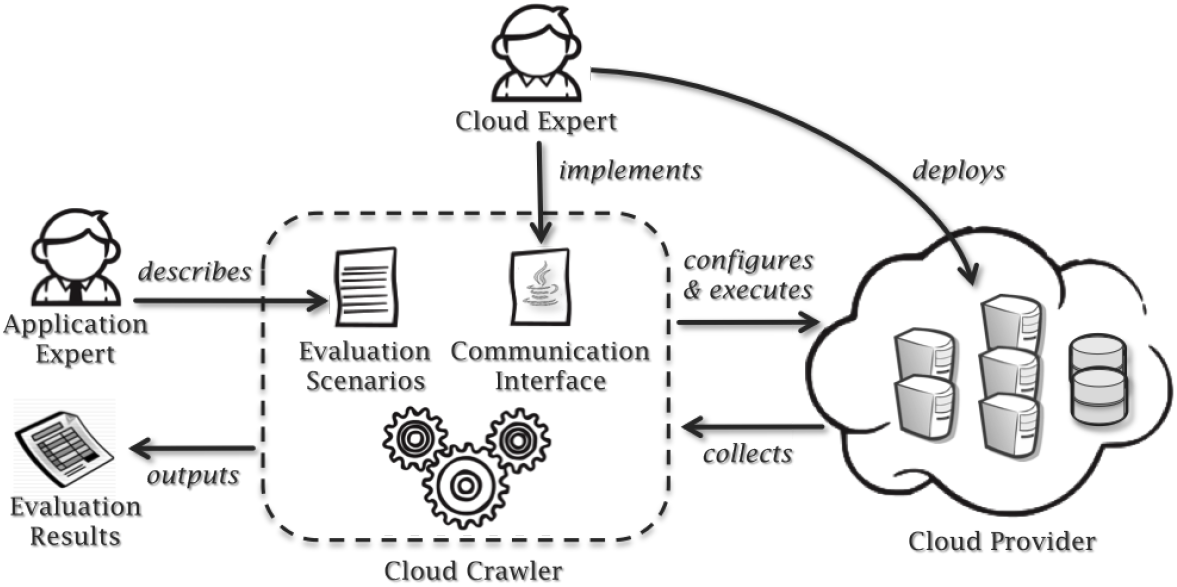 Cloud Expert
implements
deploys
Application
Expert
describes
Evaluation
Scenarios
Communication
Interface
configures
& executes
collects
outputs
Evaluation
Results
Cloud Crawler
Cloud Provider